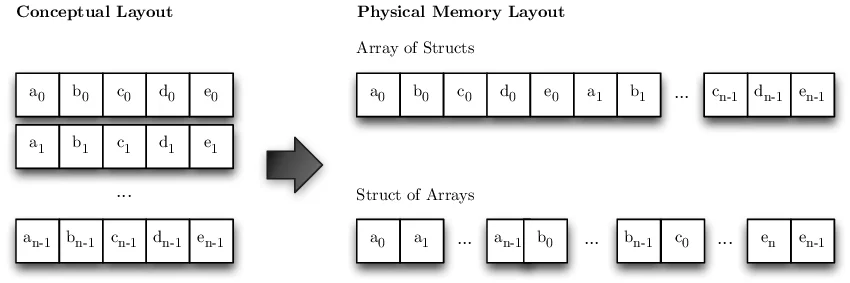 Conceptual Layout
a0 b0 c0 d0 e0
a1 b1 c1 d1 e1
...
an-1 bn-1 cn-1 dn-1 en-1
Physical Memory Layout
Array of Structs
a0 b0 c0 d0 e0 a1 b1 ... cn-1 dn-1 en-1
Struct of Arrays
a0 a1 ... an-1 b0 ... bn-1 c0 ... en en-1